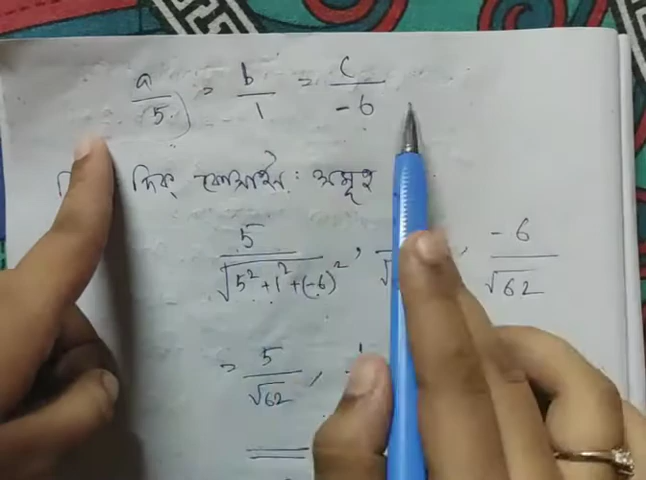 a/5 = b/1 = c/-6
দিক্ কোসাইন: সমূহ
5/√5²+1²+(-6)², -6/√62
= 5/√62,